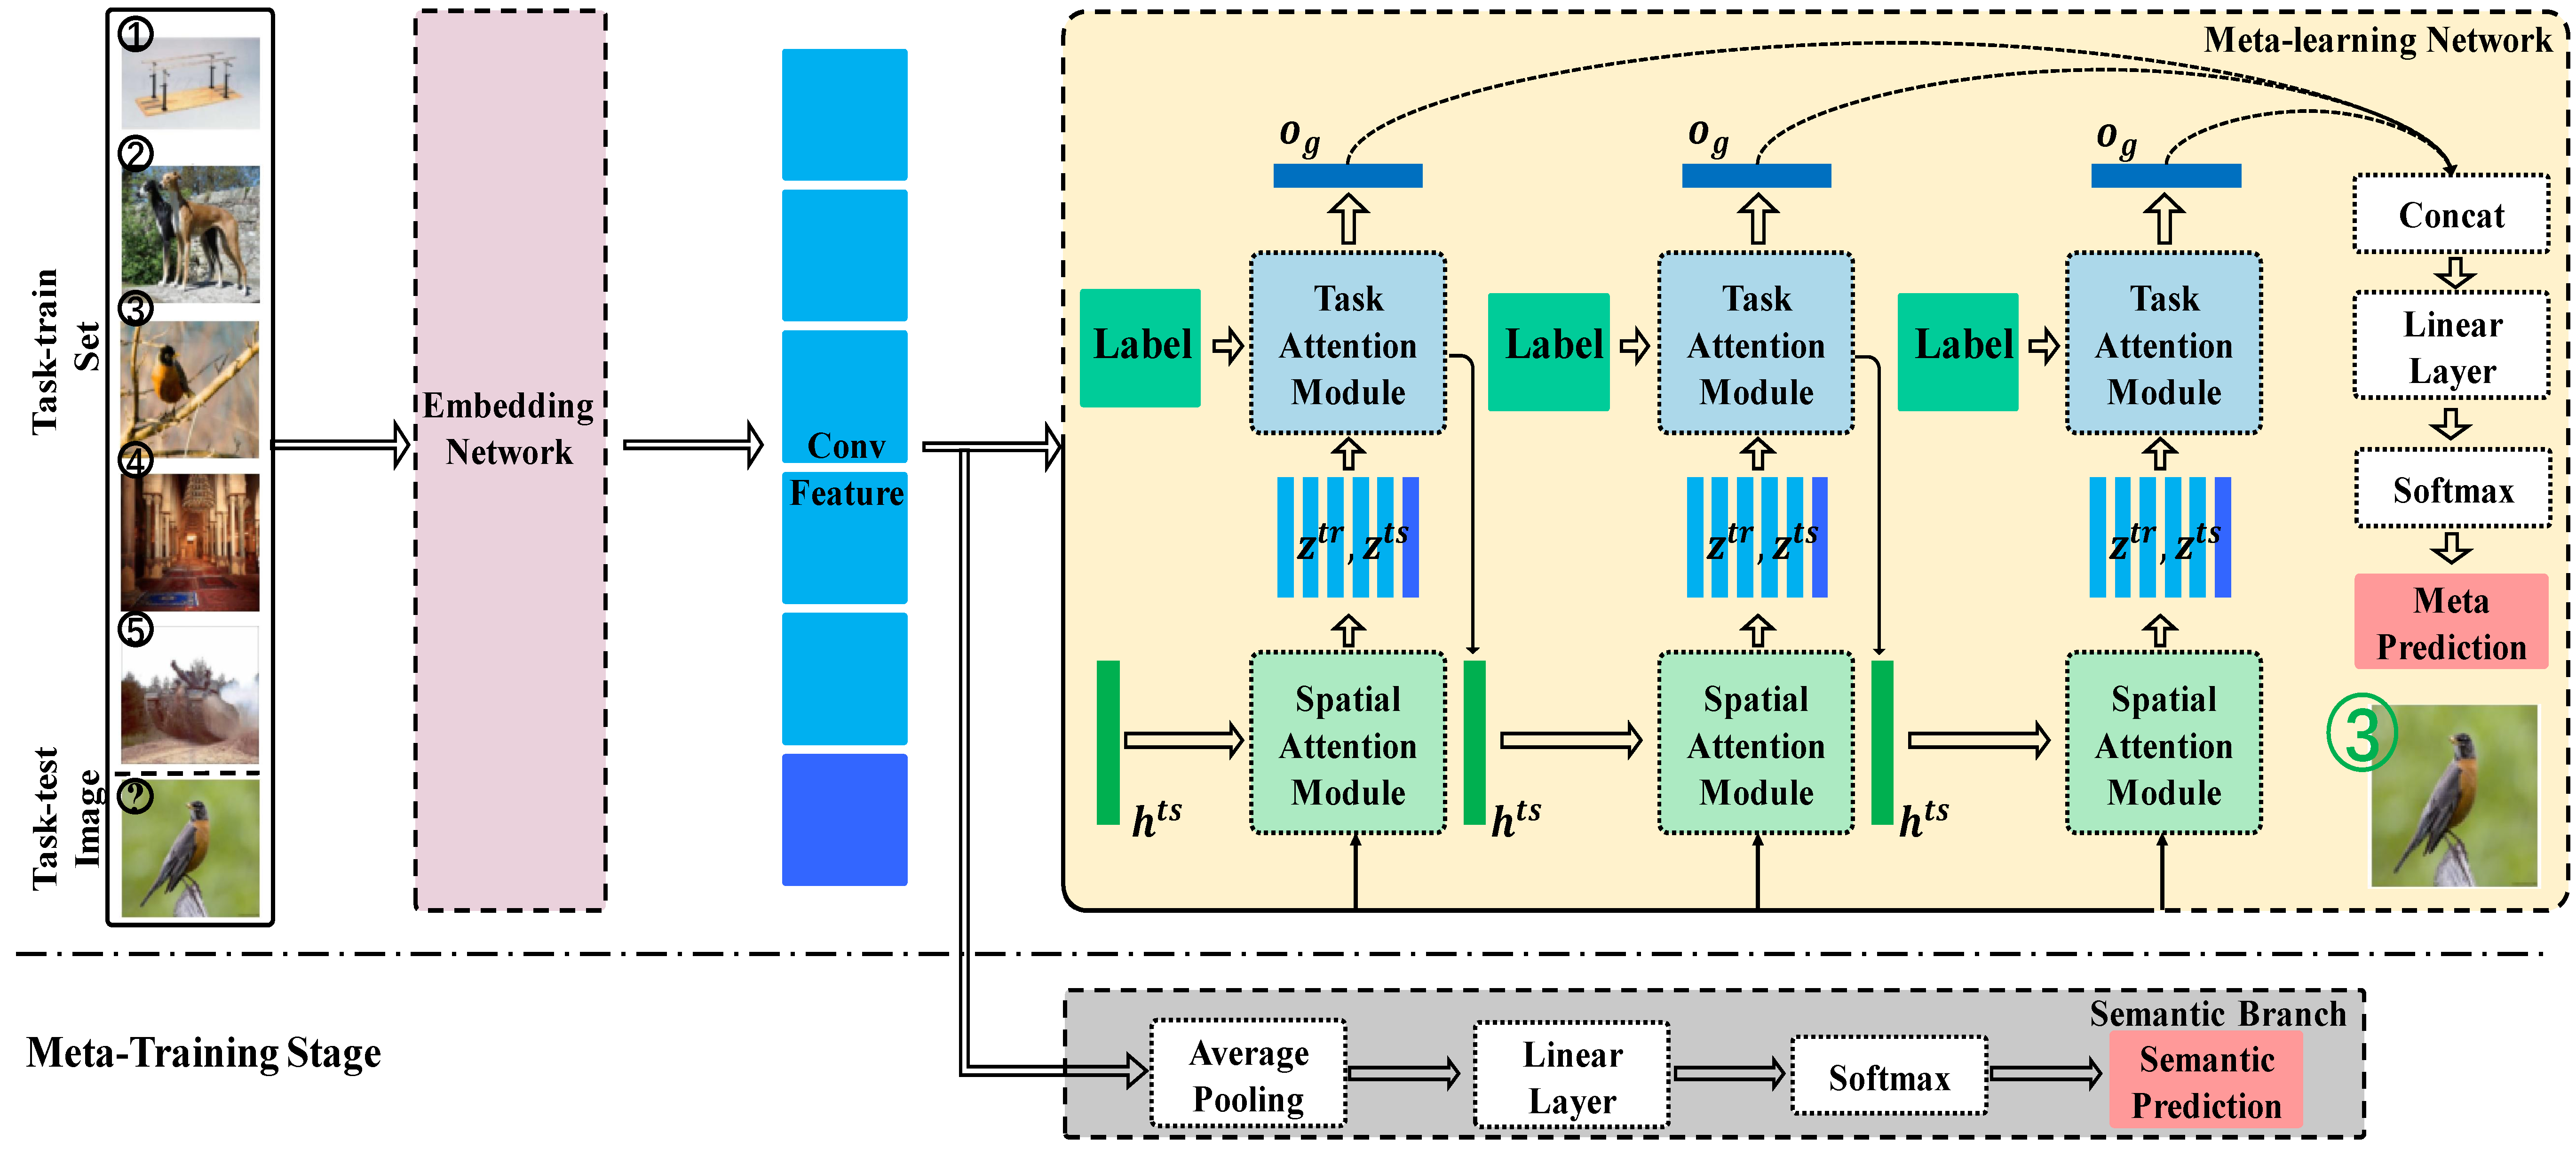 Task-train
Set
Task-test
Image
①
②
③
④
⑤
?
Embedding
Network
Conv
Feature
Meta-learning Network
o_g
o_g
o_g
Label
Task
Attention
Module
Label
Task
Attention
Module
Label
Task
Attention
Module
z^{tr}, z^{ts}
z^{tr}, z^{ts}
z^{tr}, z^{ts}
h^{ts}
Spatial
Attention
Module
h^{ts}
Spatial
Attention
Module
h^{ts}
Spatial
Attention
Module
Concat
Linear
Layer
Softmax
Meta
Prediction
③
Meta-Training Stage
Semantic Branch
Average
Pooling
Linear
Layer
Softmax
Semantic
Prediction